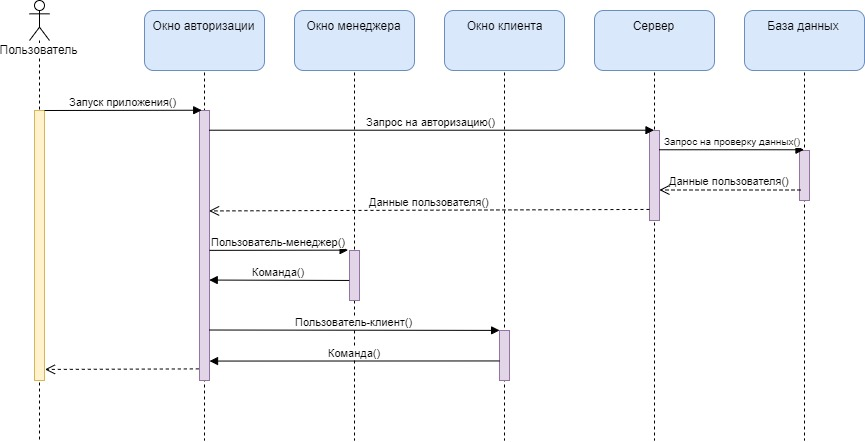 Пользователь
Окно авторизации
Окно менеджера
Окно клиента
Сервер
База данных
Запуск приложения()
Запрос на авторизацию()
Запрос на проверку данных()
Данные пользователя()
Данные пользователя()
Пользователь-менеджер()
Команда()
Пользователь-клиент()
Команда()